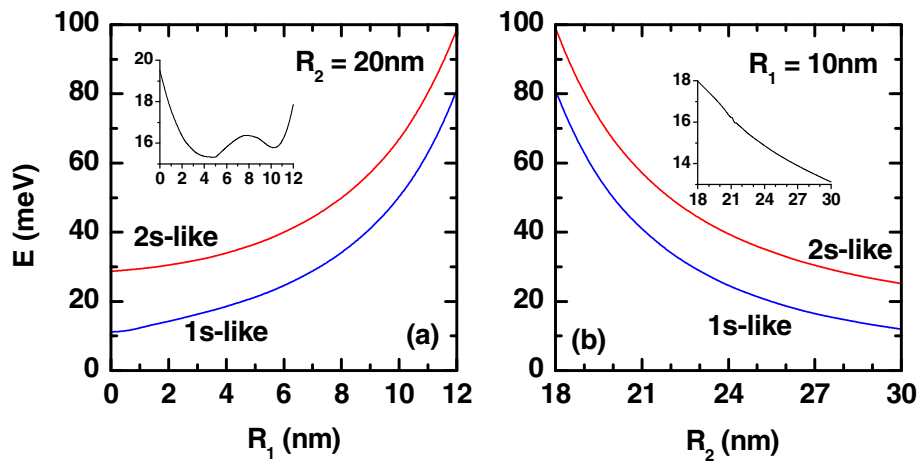 100
80
60
40
20
0
E (meV)
0 2 4 6 8 10 12
R₁ (nm)
R₂ = 20nm
2s-like
1s-like
(a)
20
18
16
0 2 4 6 8 10 12
100
80
60
40
20
0
18 21 24 27 30
R₂ (nm)
R₁ = 10nm
2s-like
1s-like
(b)
18
16
14
18 21 24 27 30